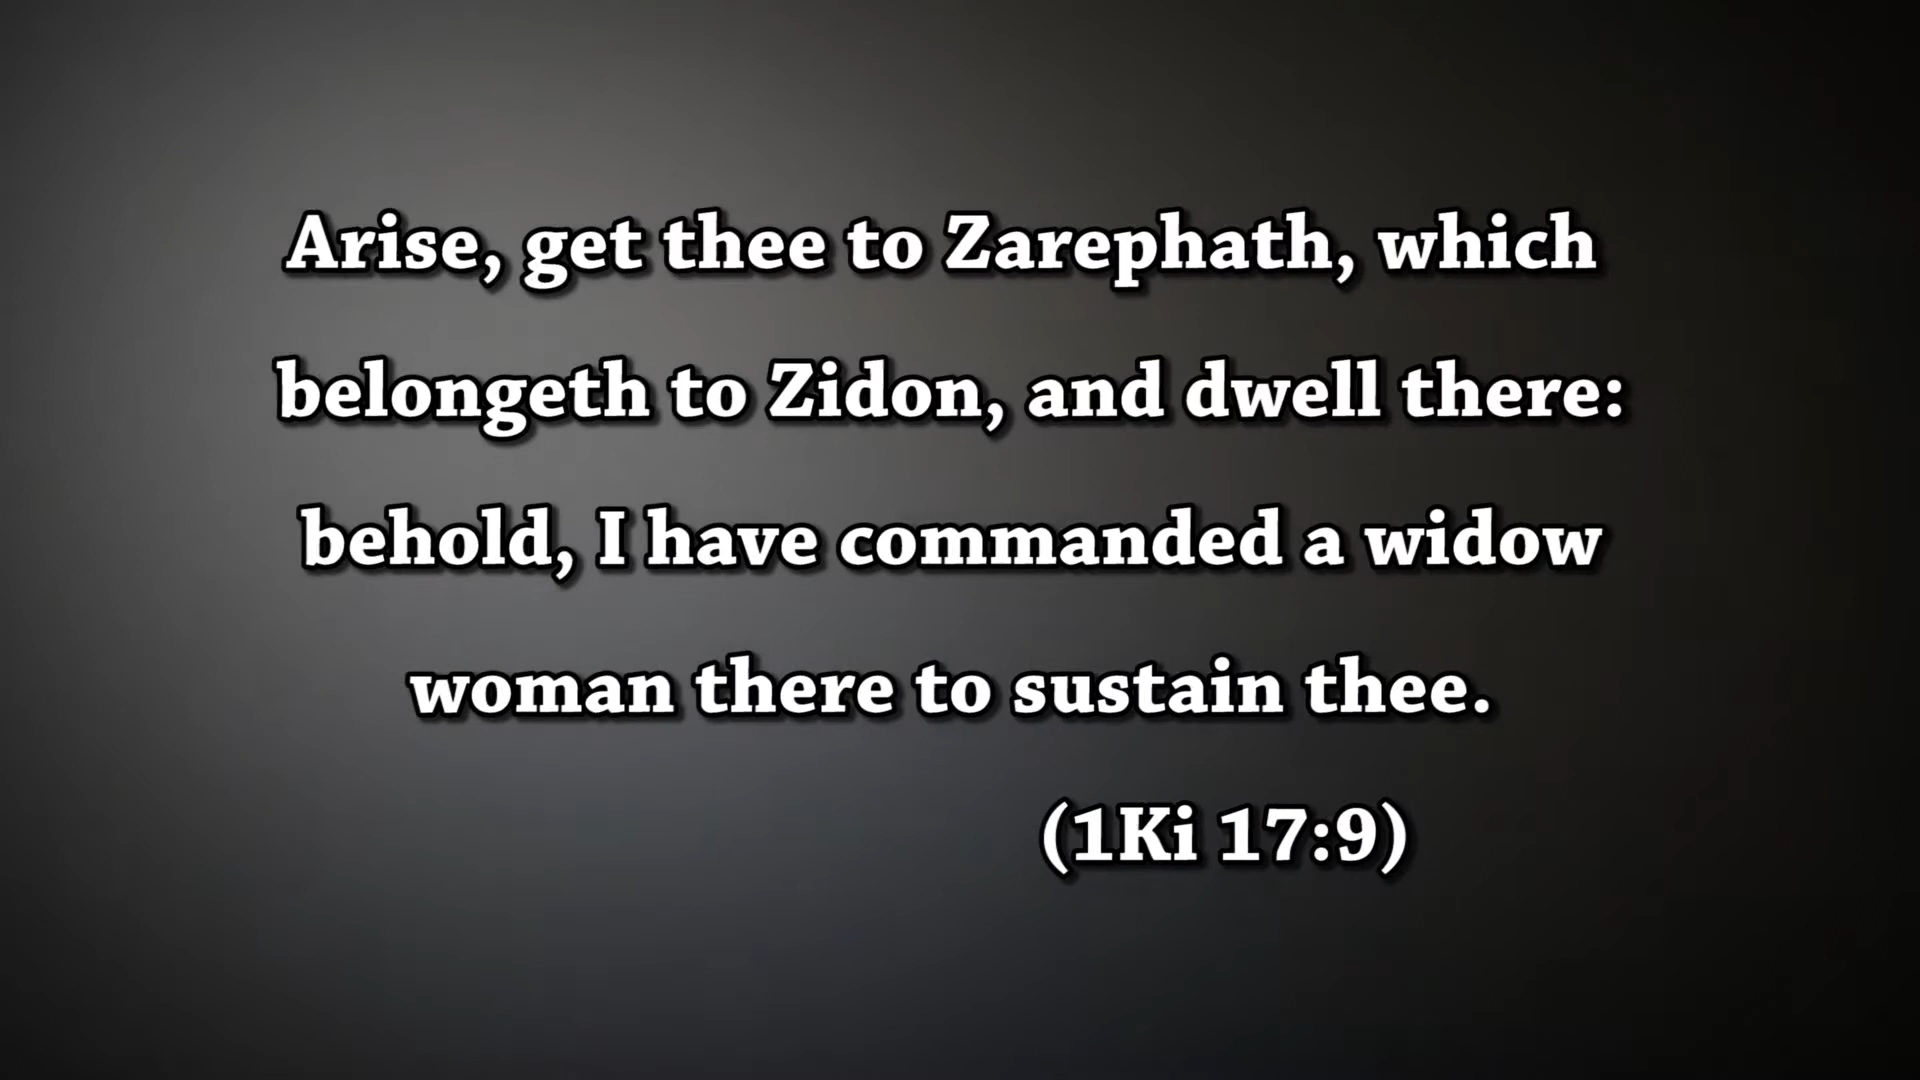 Arise, get thee to Zarephath, which
belongeth to Zidon, and dwell there:
behold, I have commanded a widow
woman there to sustain thee.
(1Ki 17:9)